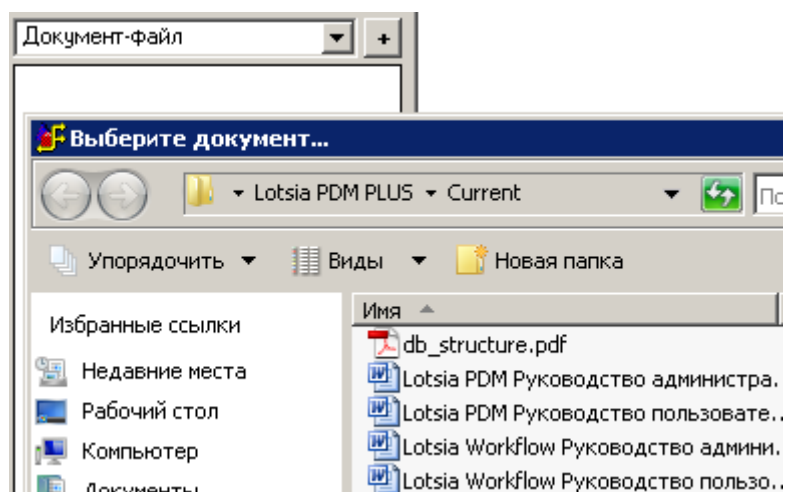 Документ-файл
+
Выберите документ...
Lotsia PDM PLUS Current
По
Упорядочить Виды Новая папка
Избранные ссылки
Имя
Недавние места
db_structure.pdf
Рабочий стол
Lotsia PDM Руководство администра.
Компьютер
Lotsia PDM Руководство пользовате..
Документы
Lotsia Workflow Руководство админи.
Lotsia Workflow Руководство пользо..